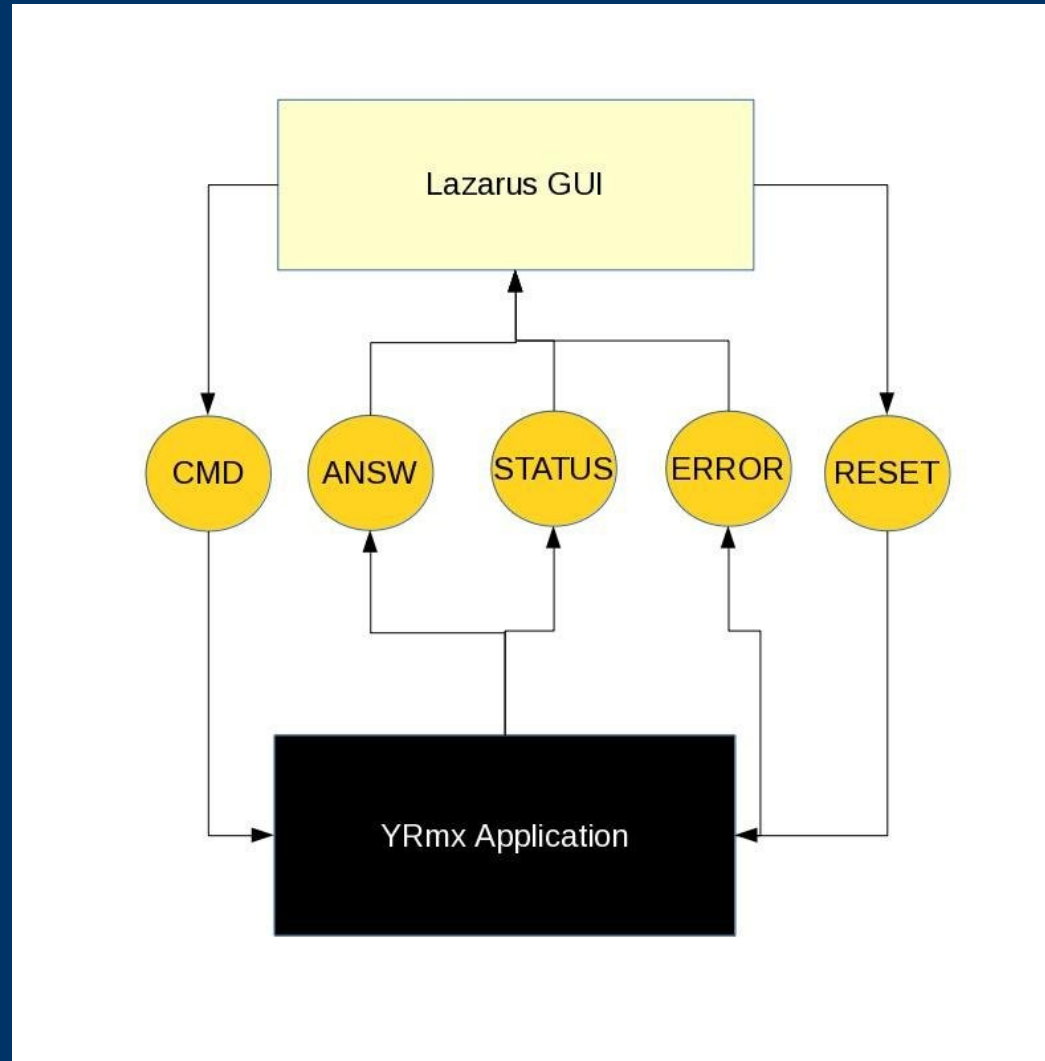 Lazarus GUI
CMD
ANSW
STATUS
ERROR
RESET
YRmx Application